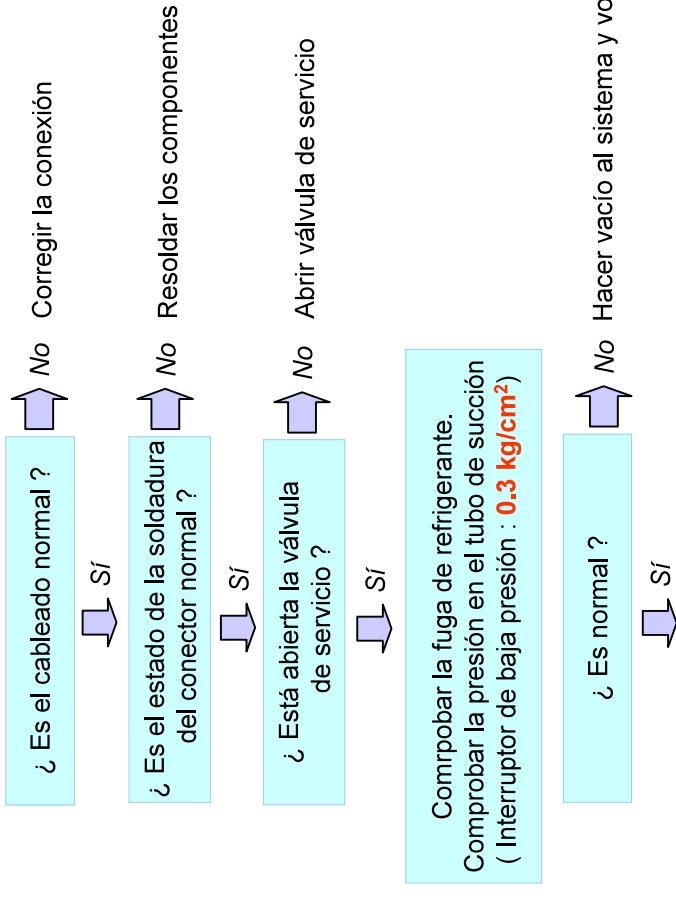 ¿ Es el cableado normal ?
No
Corregir la conexión
Sí
¿ Es el estado de la soldadura
del conector normal ?
No
Resoldar los componentes
Sí
¿ Está abierta la válvula
de servicio ?
No
Abrir válvula de servicio
Sí
Comrpobar la fuga de refrigerante.
Comprobar la presión en el tubo de succión
( Interruptor de baja presión : 0.3 kg/cm²)
¿ Es normal ?
No
Hacer vacío al sistema y vo
Sí